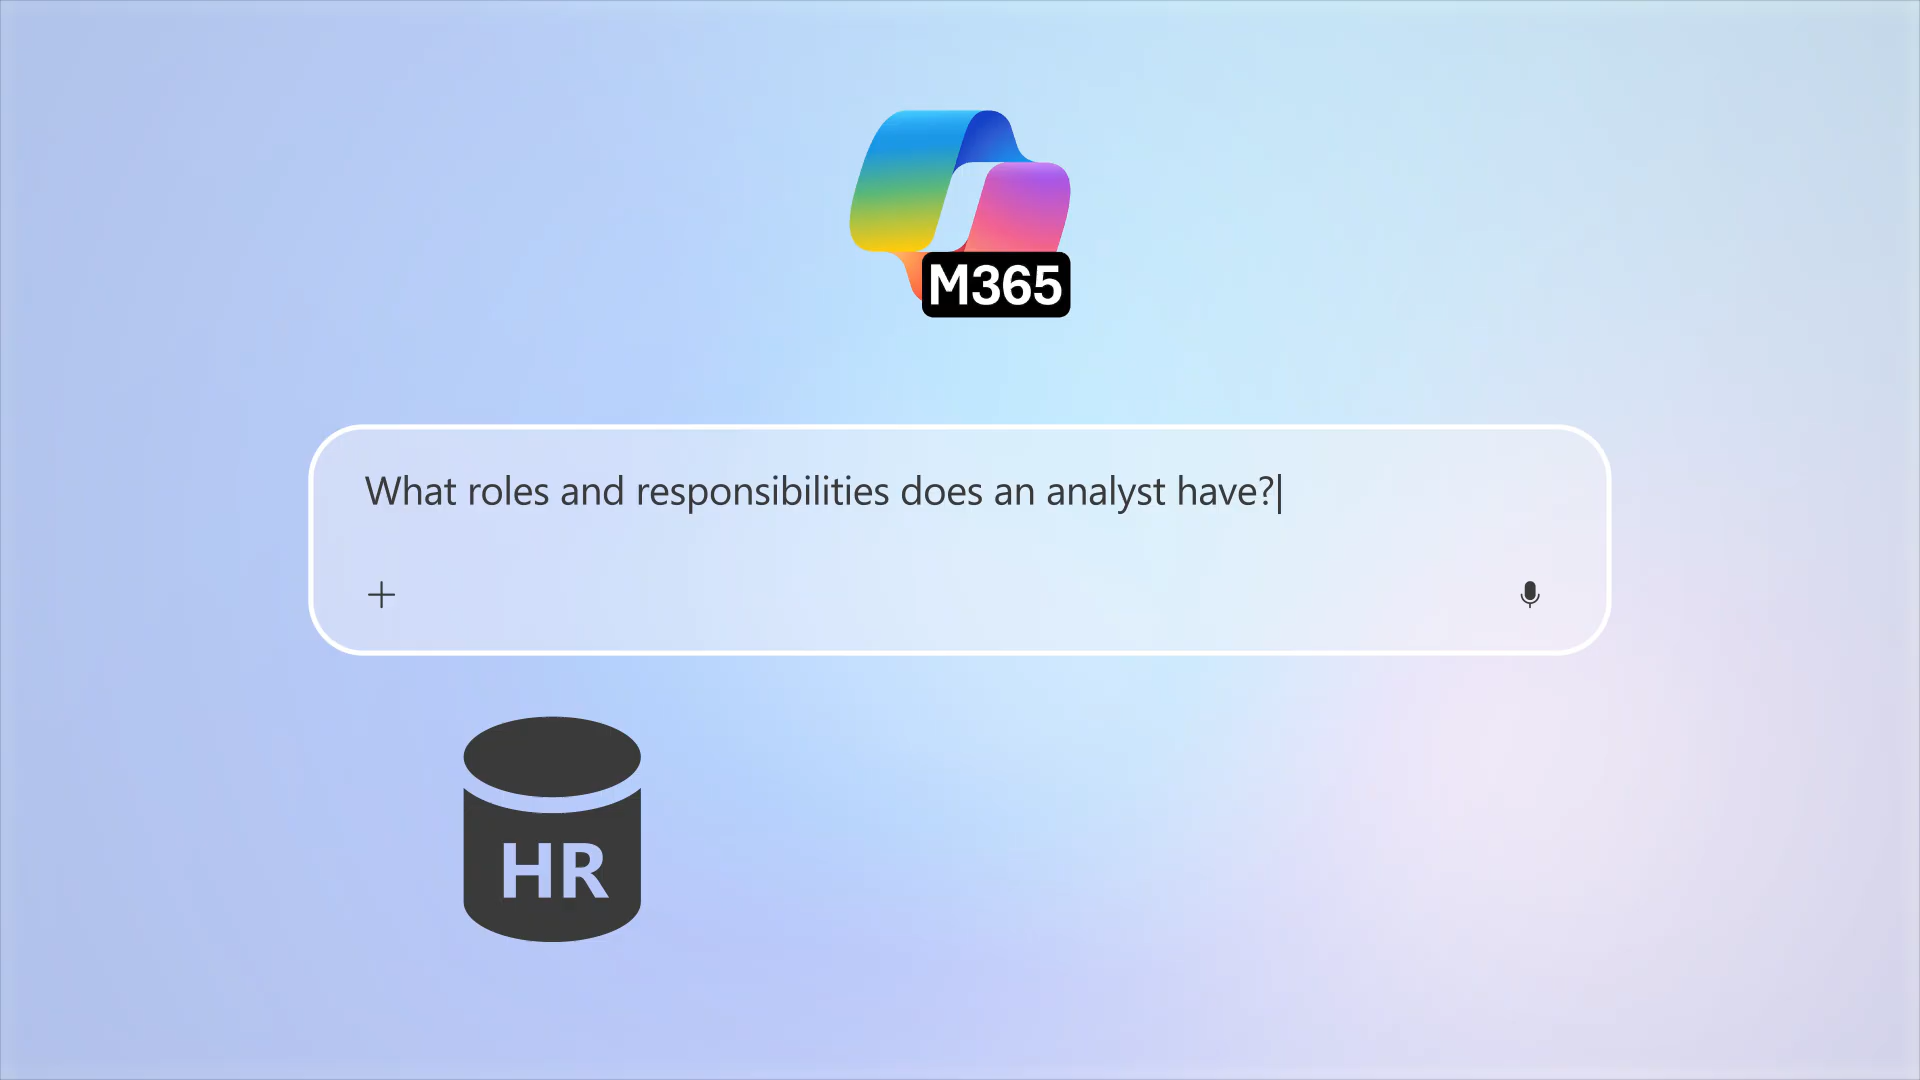 M365
What roles and responsibilities does an analyst have?
HR